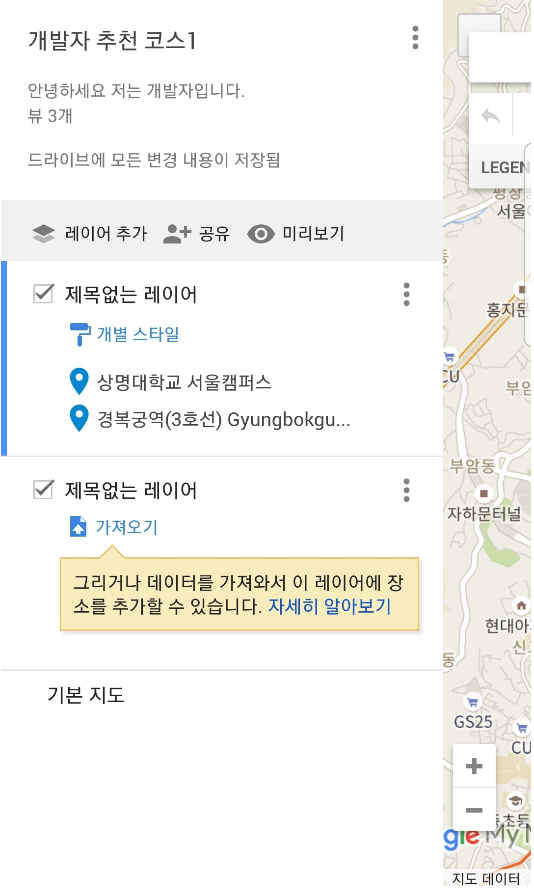 개발자 추천 코스1
안녕하세요 저는 개발자입니다.
뷰 3개
드라이브에 모든 변경 내용이 저장됨
레이어 추가 공유 미리보기
제목없는 레이어
개별 스타일
상명대학교 서울캠퍼스
경복궁역(3호선) Gyungbokgu...
제목없는 레이어
가져오기
그리거나 데이터를 가져와서 이 레이어에 장
소를 추가할 수 있습니다. 자세히 알아보기
기본 지도
LEGEN
평창동
서울
홍지문
CU
부암
부암동
자하문터널
현대아
신
동
GS25
CU
초등
gle My
지도 데이터